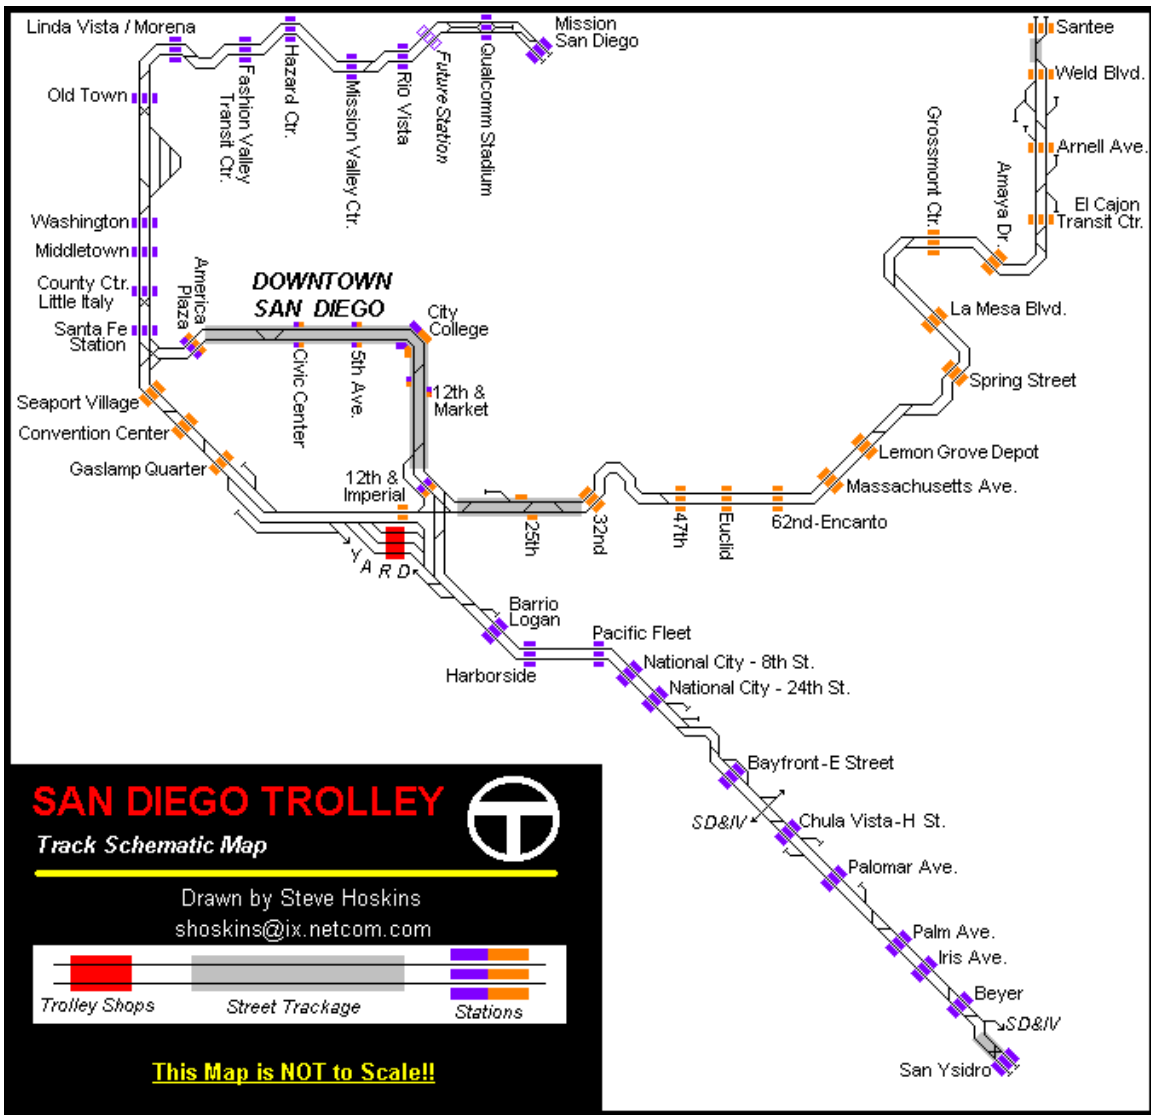 Linda Vista / Morena
Mission
San Diego
Santee
Old Town
Fashion Valley
Transit Ctr.
Hazard Ctr.
Mission Valley Ctr.
Rio Vista
Future Station
Qualcomm Stadium
Weld Blvd.
Grossmont Ctr.
Amaya Dr.
Arnell Ave.
El Cajon
Transit Ctr.
Washington
Middletown
County Ctr.
Little Italy
Santa Fe
Station
America
Plaza
DOWNTOWN
SAN DIEGO
City
College
Civic Center
5th Ave.
12th &
Market
La Mesa Blvd.
Spring Street
Seaport Village
Convention Center
Gaslamp Quarter
12th &
Imperial
Lemon Grove Depot
Massachusetts Ave.
25th
32nd
47th
Euclid
62nd-Encanto
YARD
Barrio
Logan
Harborside
Pacific Fleet
National City - 8th St.
National City - 24th St.
Bayfront-E Street
SD&IV
Chula Vista-H St.
Palomar Ave.
Palm Ave.
Iris Ave.
Beyer
SD&IV
San Ysidro
SAN DIEGO TROLLEY
Track Schematic Map
Drawn by Steve Hoskins
shoskins@ix.netcom.com
Trolley Shops
Street Trackage
Stations
This Map is NOT to Scale!!